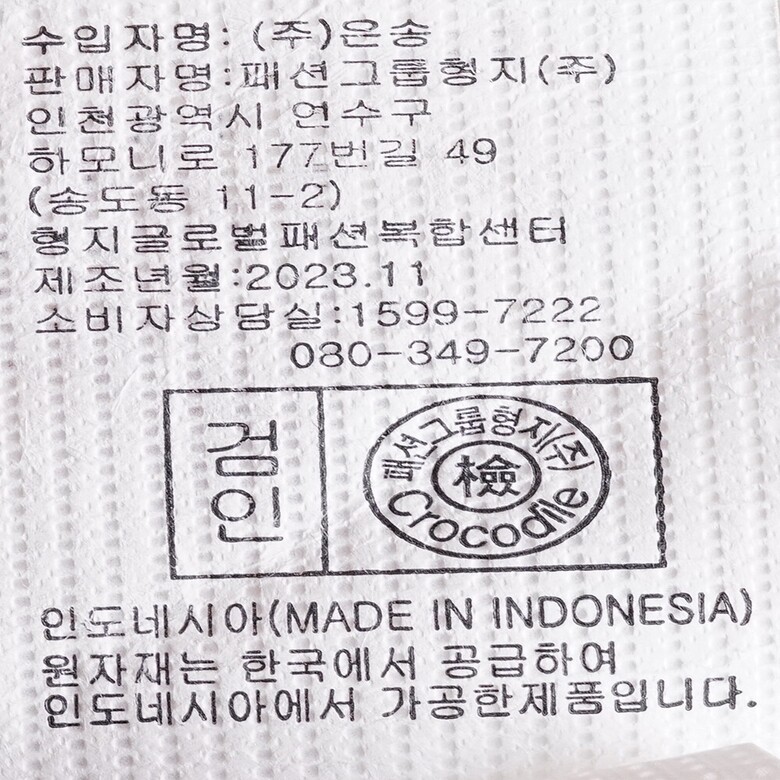 수입자명: (주)은송
판매자명:패션그룹형지(주)
인천광역시 연수구
하모니로 177번길 49
(송도동 11-2)
형지글로벌패션복합센터
제조년월:2023.11
소비자상담실:1599-7222
080-349-7200
검인
패션그룹형지(주)
檢
Crocodile
인도네시아(MADE IN INDONESIA)
원자재는 한국에서 공급하여
인도네시아에서 가공한제품입니다.